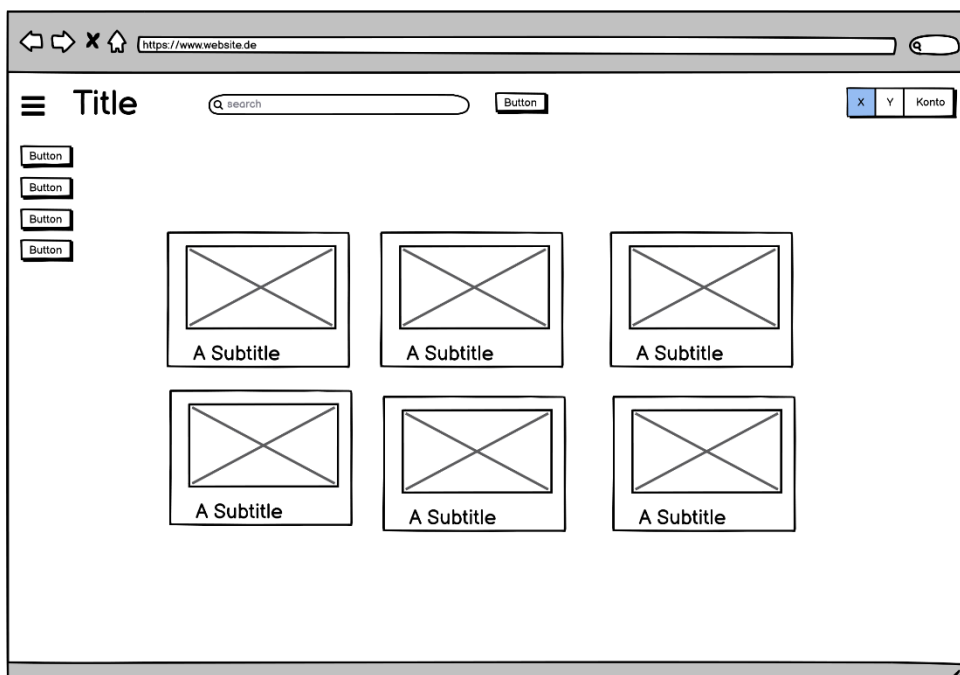 https://www.website.de
Title
search
Button
X Y Konto
Button
Button
Button
Button
A Subtitle A Subtitle A Subtitle
A Subtitle A Subtitle A Subtitle